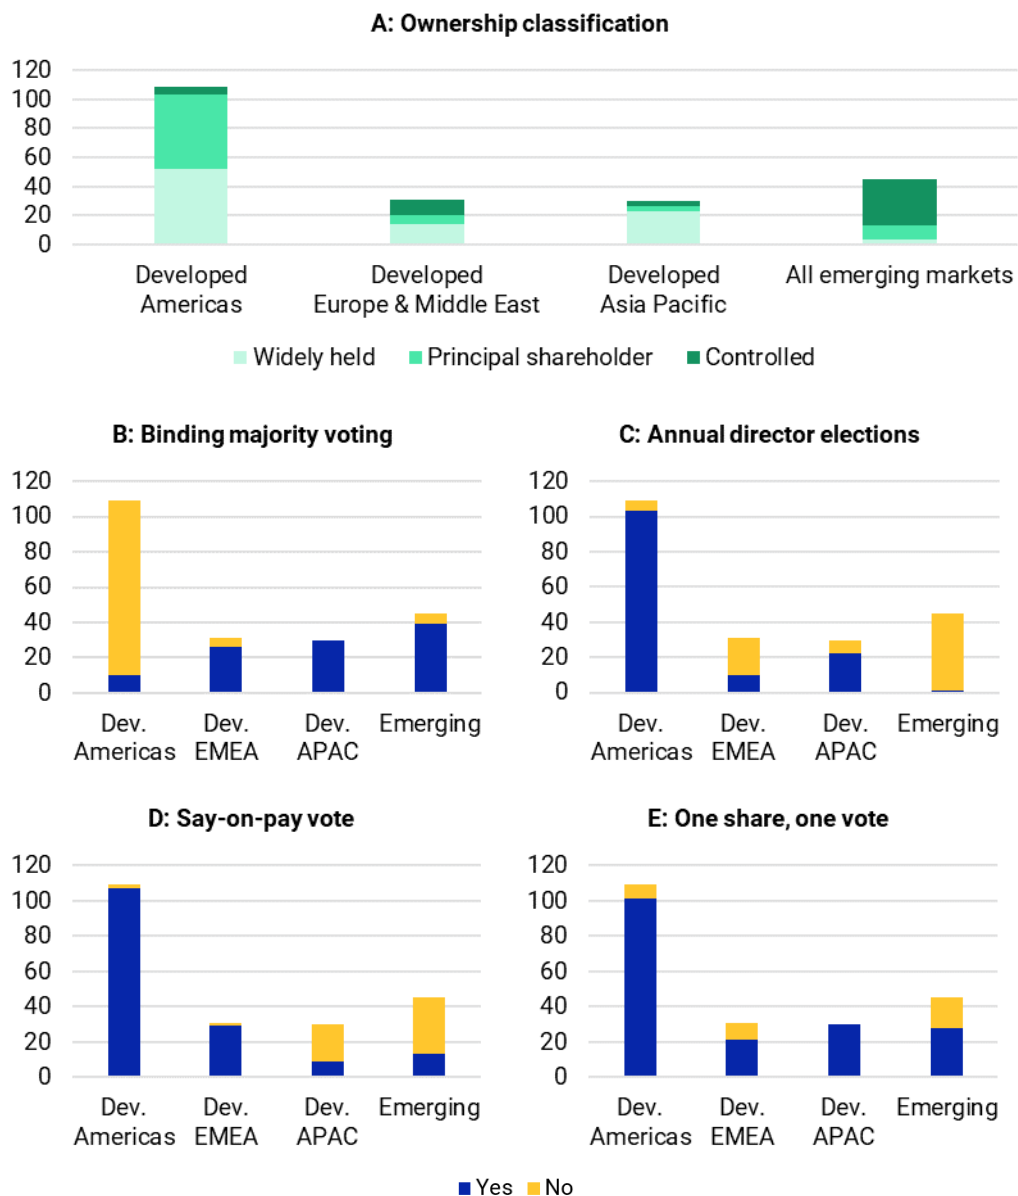 A: Ownership classification
120
100
80
60
40
20
0
Developed Americas
Developed Europe & Middle East
Developed Asia Pacific
All emerging markets
Widely held Principal shareholder Controlled
B: Binding majority voting
120
100
80
60
40
20
0
Dev. Americas
Dev. EMEA
Dev. APAC
Emerging
C: Annual director elections
120
100
80
60
40
20
0
Dev. Americas
Dev. EMEA
Dev. APAC
Emerging
D: Say-on-pay vote
120
100
80
60
40
20
0
Dev. Americas
Dev. EMEA
Dev. APAC
Emerging
E: One share, one vote
120
100
80
60
40
20
0
Dev. Americas
Dev. EMEA
Dev. APAC
Emerging
Yes No